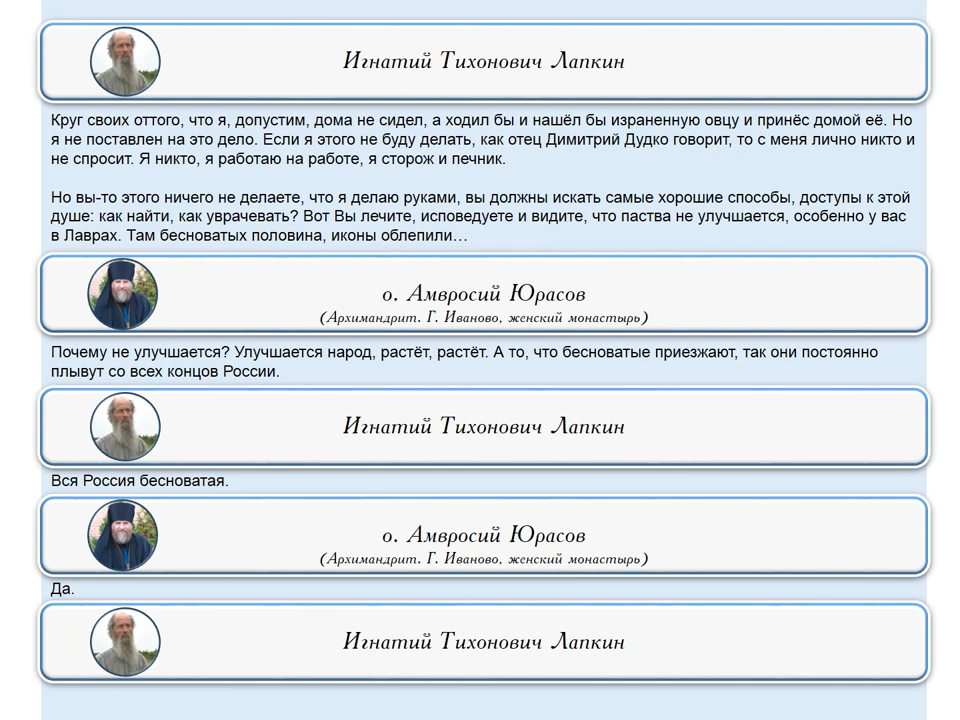 Игнатий Тихонович Лапкин
Круг своих оттого, что я, допустим, дома не сидел, а ходил бы и нашёл бы израненную овцу и принёс домой её. Но
я не поставлен на это дело. Если я этого не буду делать, как отец Димитрий Дудко говорит, то с меня лично никто и
не спросит. Я никто, я работаю на работе, я сторож и печник.
Но вы-то этого ничего не делаете, что я делаю руками, вы должны искать самые хорошие способы, доступы к этой
душе: как найти, как уврачевать? Вот Вы лечите, исповедуете и видите, что паства не улучшается, особенно у вас
в Лаврах. Там бесноватых половина, иконы облепили…
о. Амвросий Юрасов
(Архимандрит. Г. Иваново, женский монастырь)
Почему не улучшается? Улучшается народ, растёт, растёт. А то, что бесноватые приезжают, так они постоянно
плывут со всех концов России.
Игнатий Тихонович Лапкин
Вся Россия бесноватая.
о. Амвросий Юрасов
(Архимандрит. Г. Иваново, женский монастырь)
Да.
Игнатий Тихонович Лапкин